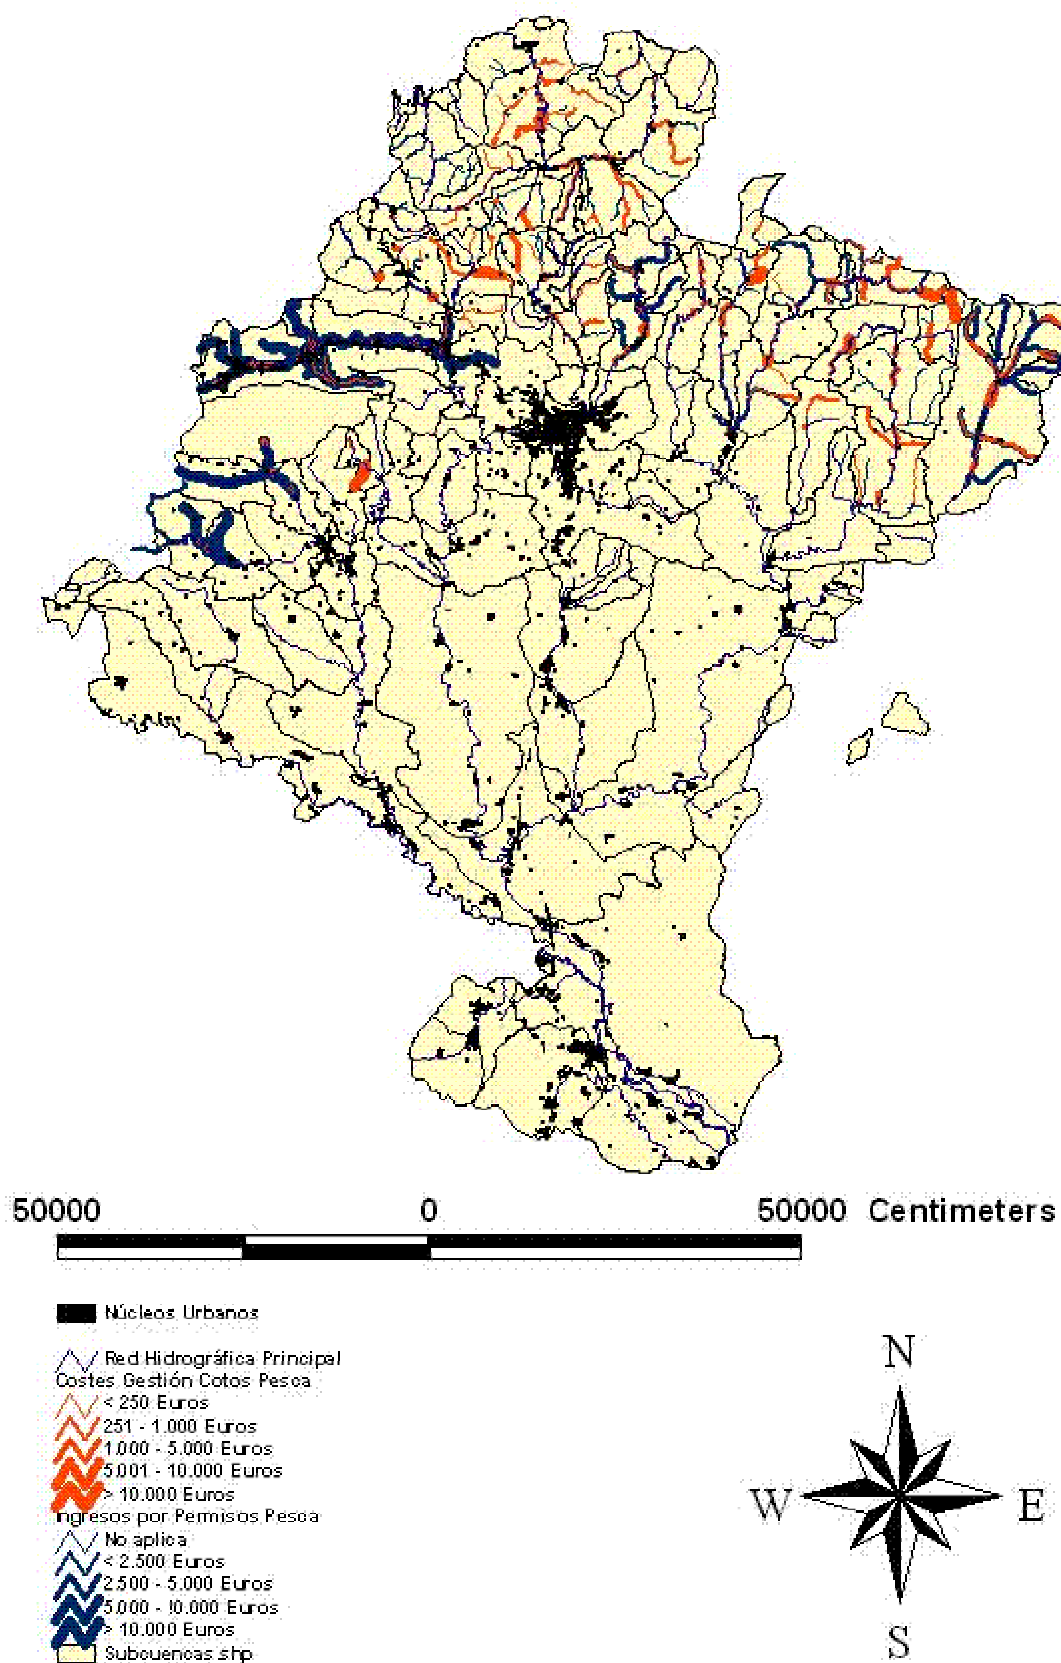 50000 0 50000 Centimeters
Núcleos Urbanos
Red Hidrográfica Principal
Costes Gestión Cotos Pesca
< 250 Euros
251 - 1.000 Euros
1.000 - 5.000 Euros
5.001 - 10.000 Euros
> 10.000 Euros
Ingresos por Permisos Pesca
No aplica
< 2.500 Euros
2.500 - 5.000 Euros
5.000 - 10.000 Euros
> 10.000 Euros
Subcuencas.shp
N
W E
S